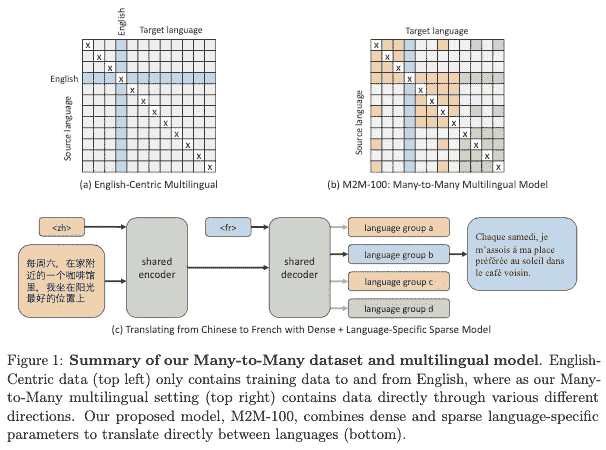 Target language
English
English
Source language
x
x
x
x
x
x
x
x
x
x
x
x
(a) English-Centric Multilingual
Target language
Source language
x
x
x
x
x
x
x
x
x
x
x
x
(b) M2M-100: Many-to-Many Multilingual Model
<zh>
每周六，在家附
近的一个咖啡馆
里，我坐在阳光
最好的位置上
shared
encoder
<fr>
shared
decoder
language group a
language group b
language group c
language group d
Chaque samedi, je
m'assois à ma place
préférée au soleil dans
le café voisin.
(c) Translating from Chinese to French with Dense + Language-Specific Sparse Model
Figure 1: Summary of our Many-to-Many dataset and multilingual model. English-
Centric data (top left) only contains training data to and from English, where as our Many-
to-Many multilingual setting (top right) contains data directly through various different
directions. Our proposed model, M2M-100, combines dense and sparse language-specific
parameters to translate directly between languages (bottom).